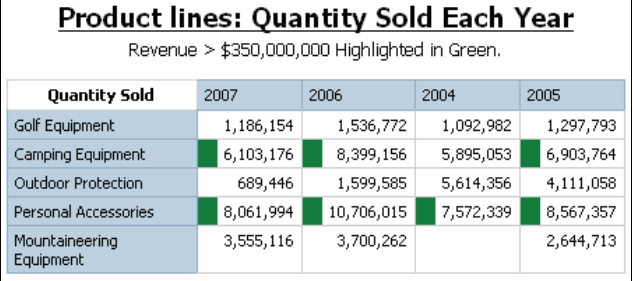 Product lines: Quantity Sold Each Year
Revenue > $350,000,000 Highlighted in Green.
Quantity Sold 2007 2006 2004 2005
Golf Equipment 1,186,154 1,536,772 1,092,982 1,297,793
Camping Equipment 6,103,176 8,399,156 5,895,053 6,903,764
Outdoor Protection 689,446 1,599,585 5,614,356 4,111,058
Personal Accessories 8,061,994 10,706,015 7,572,339 8,567,357
Mountaineering 3,555,116 3,700,262 2,644,713
Equipment